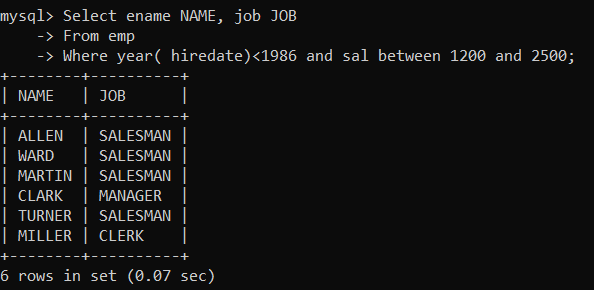 mysql> Select ename NAME, job JOB
    -> From emp
    -> Where year( hiredate)<1986 and sal between 1200 and 2500;
+--------+----------+
| NAME   | JOB      |
+--------+----------+
| ALLEN  | SALESMAN |
| WARD   | SALESMAN |
| MARTIN | SALESMAN |
| CLARK  | MANAGER  |
| TURNER | SALESMAN |
| MILLER | CLERK    |
+--------+----------+
6 rows in set (0.07 sec)